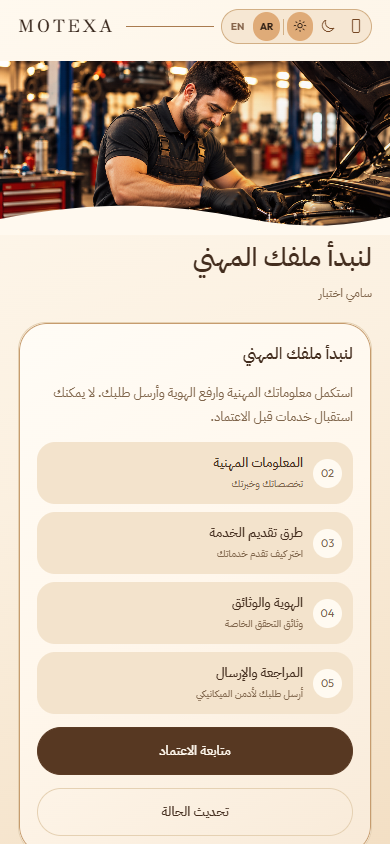 MOTEXA
EN AR
لنبدأ ملفك المهني
سامي اختبار
لنبدأ ملفك المهني
استكمل معلوماتك المهنية وارفع الهوية وأرسل طلبك. لا يمكنك
استقبال خدمات قبل الاعتماد.
02
المعلومات المهنية
تخصصاتك وخبرتك
03
طرق تقديم الخدمة
اختر كيف تقدم خدماتك
04
الهوية والوثائق
وثائق التحقق الخاصة
05
المراجعة والإرسال
أرسل طلبك لأدمن الميكانيكي
متابعة الاعتماد
تحديث الحالة